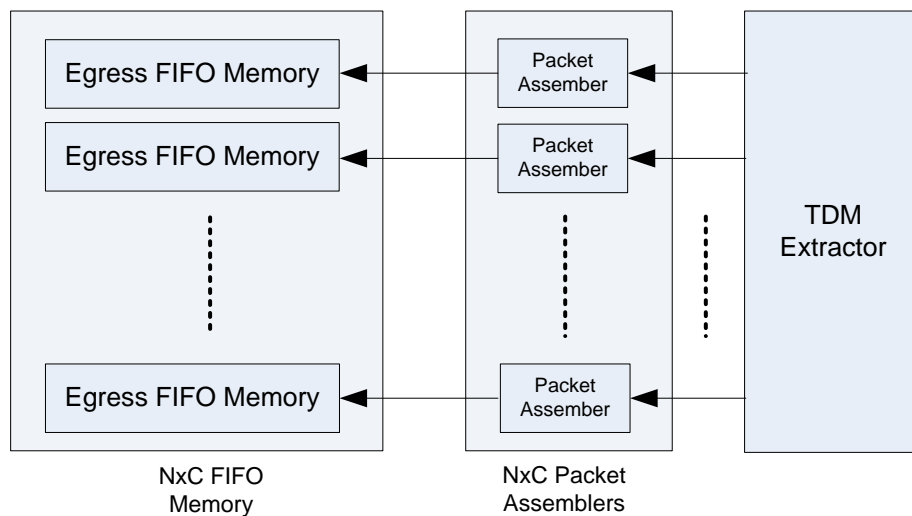 Egress FIFO Memory
Packet
Assember
Egress FIFO Memory
Packet
Assember
TDM
Extractor
Egress FIFO Memory
Packet
Assember
NxC FIFO
Memory
NxC Packet
Assemblers